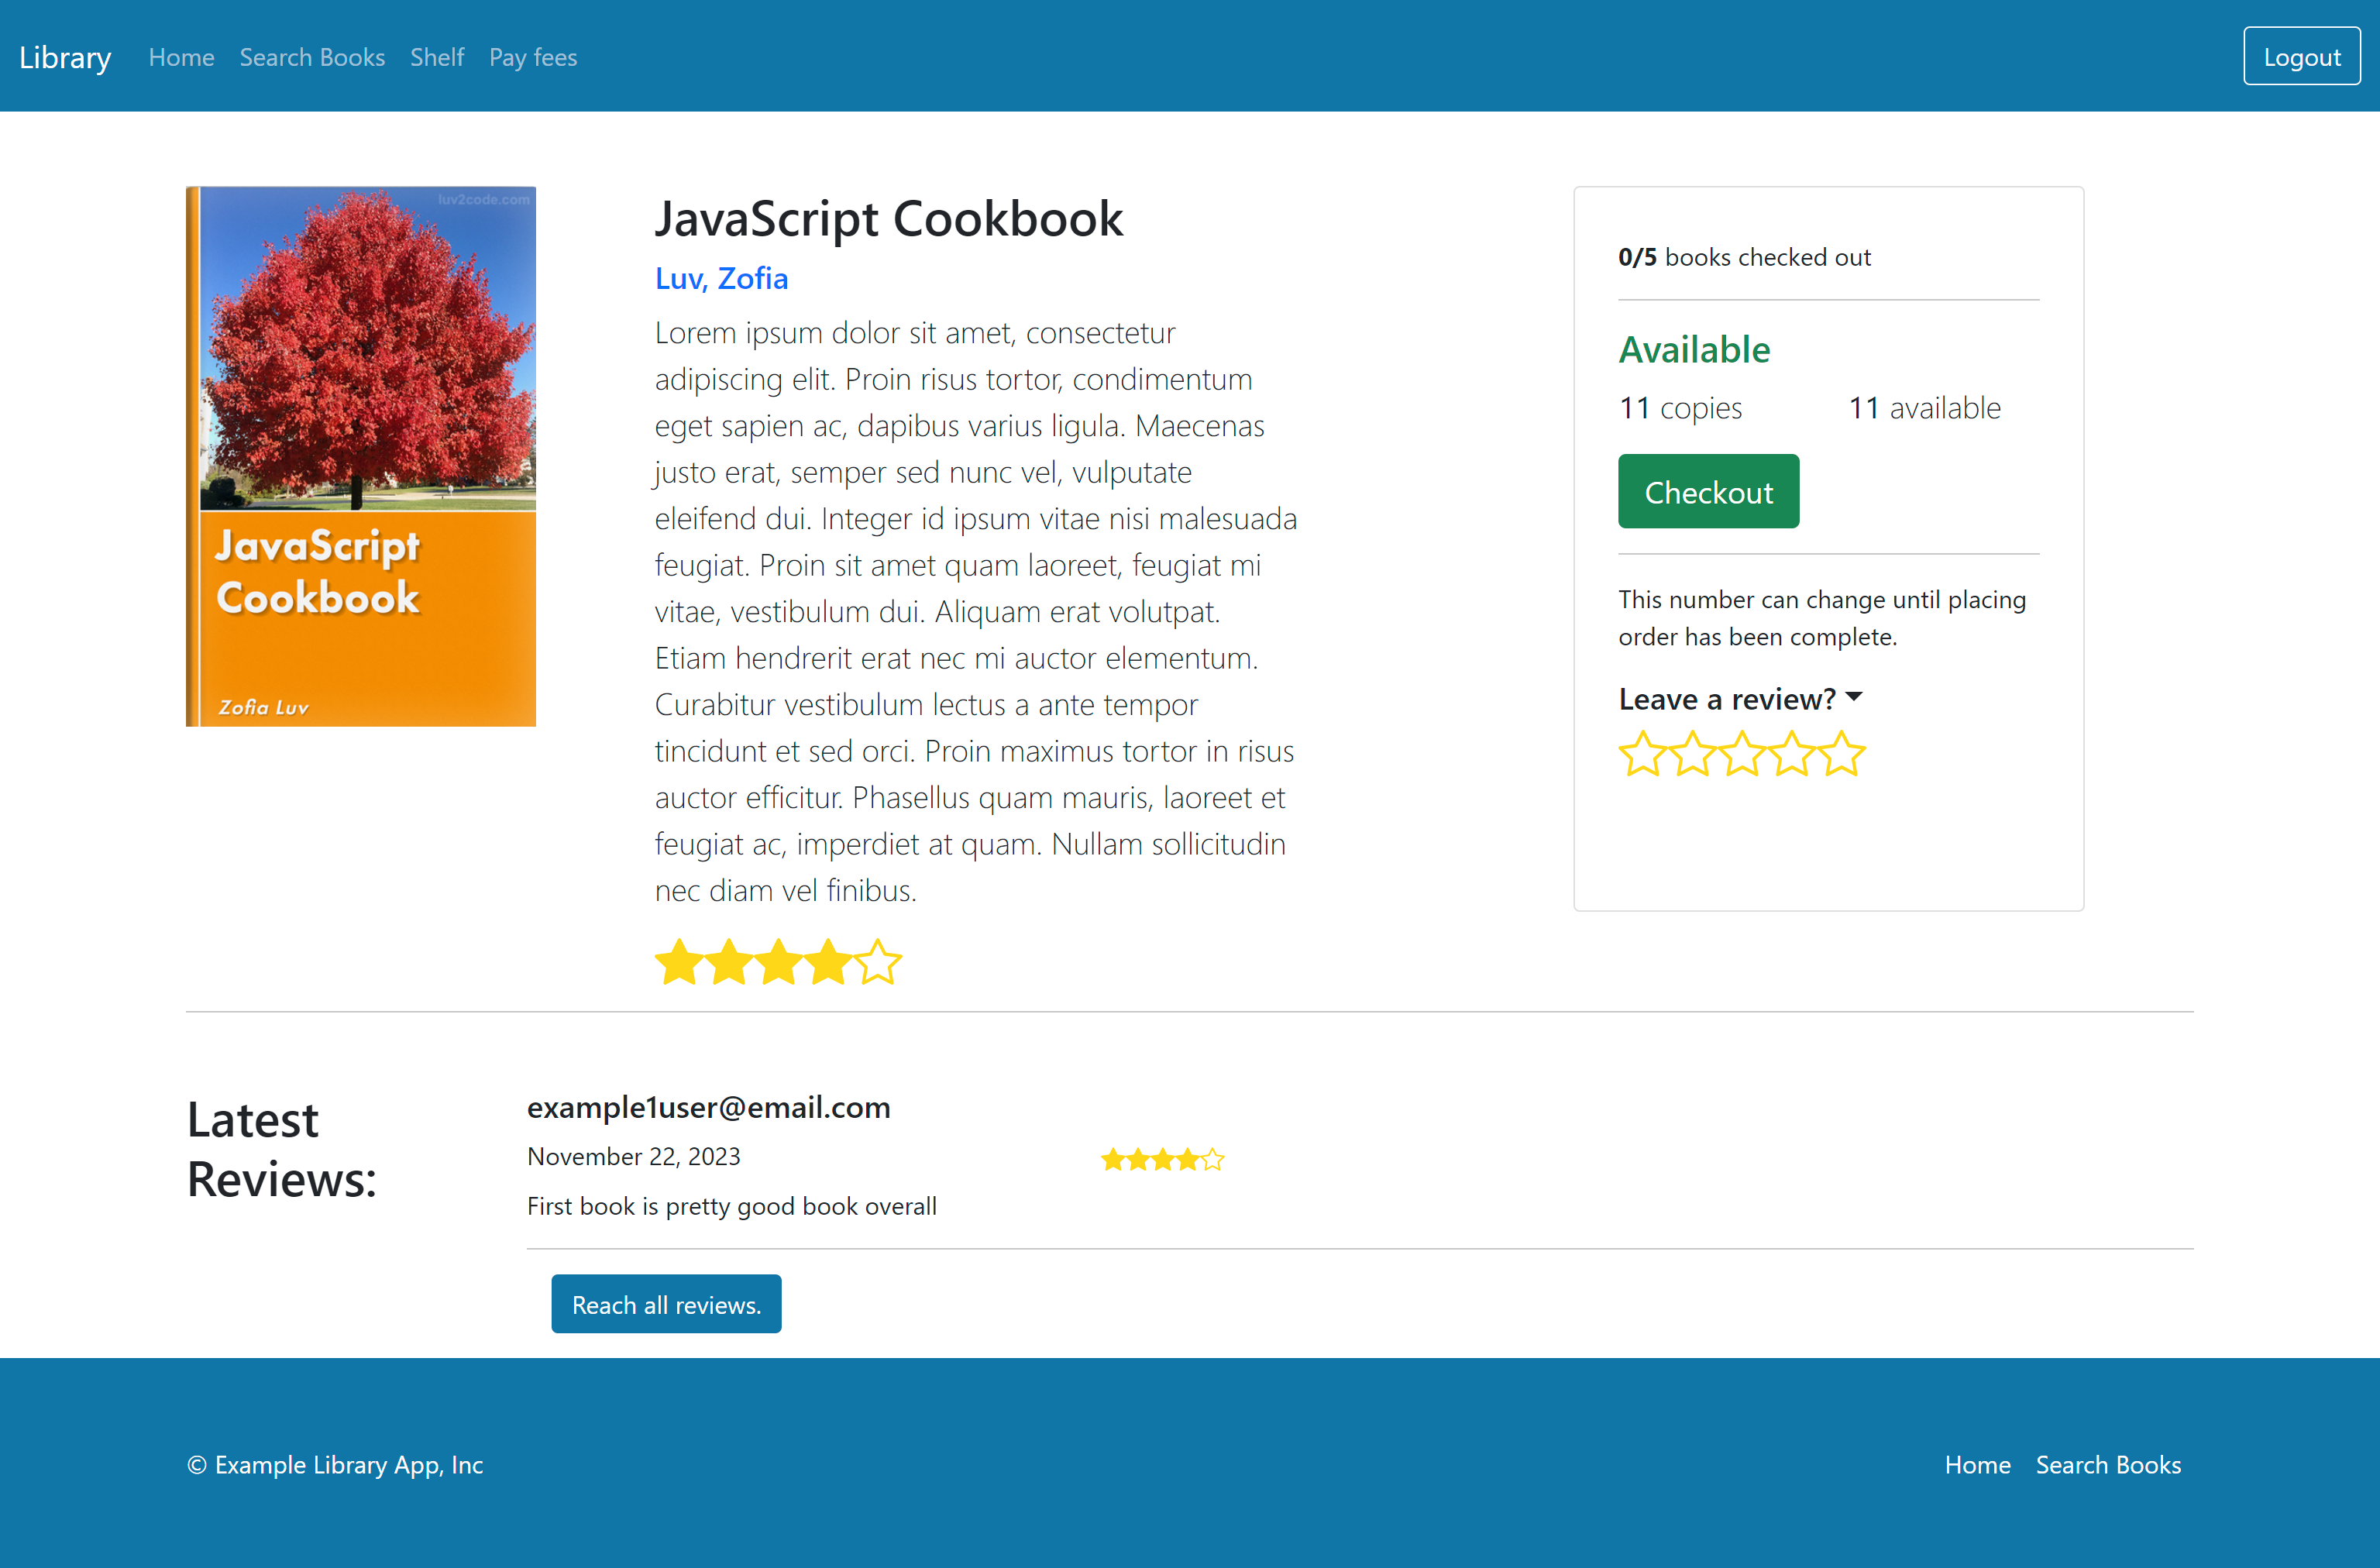 Library Home Search Books Shelf Pay fees Logout
luv2code.com
JavaScript
Cookbook
Zofia Luv
JavaScript Cookbook
Luv, Zofia
Lorem ipsum dolor sit amet, consectetur
adipiscing elit. Proin risus tortor, condimentum
eget sapien ac, dapibus varius ligula. Maecenas
justo erat, semper sed nunc vel, vulputate
eleifend dui. Integer id ipsum vitae nisi malesuada
feugiat. Proin sit amet quam laoreet, feugiat mi
vitae, vestibulum dui. Aliquam erat volutpat.
Etiam hendrerit erat nec mi auctor elementum.
Curabitur vestibulum lectus a ante tempor
tincidunt et sed orci. Proin maximus tortor in risus
auctor efficitur. Phasellus quam mauris, laoreet et
feugiat ac, imperdiet at quam. Nullam sollicitudin
nec diam vel finibus.
0/5 books checked out
Available
11 copies 11 available
Checkout
This number can change until placing
order has been complete.
Leave a review?
Latest
Reviews:
example1user@email.com
November 22, 2023
First book is pretty good book overall
Reach all reviews.
© Example Library App, Inc Home Search Books